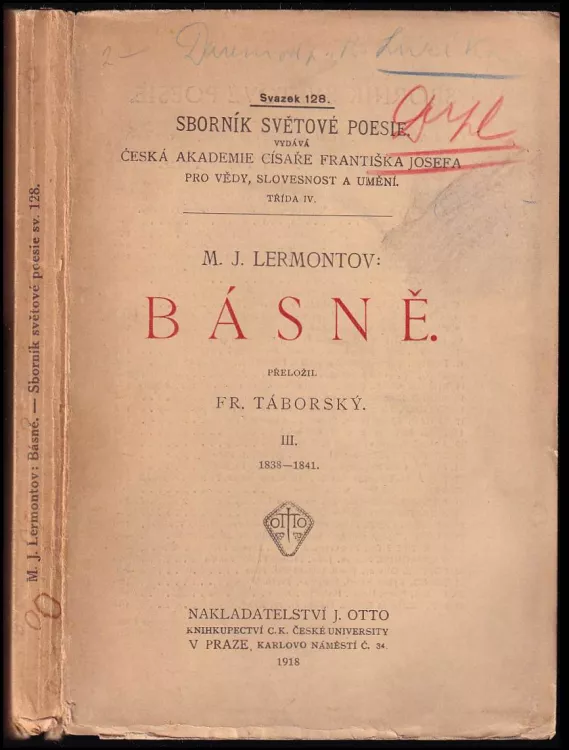 Svazek 128.
SBORNÍK SVĚTOVÉ POESIE.
VYDÁVÁ
ČESKÁ AKADEMIE CÍSAŘE FRANTIŠKA JOSEFA
PRO VĚDY, SLOVESNOST A UMĚNÍ.
TŘÍDA IV.
M. J. LERMONTOV:
BÁSNĚ.
PŘELOŽIL
FR. TÁBORSKÝ.
III.
1838—1841.
OTTO
NAKLADATELSTVÍ J. OTTO
KNIHKUPECTVÍ C. K. ČESKÉ UNIVERSITY
V PRAZE, KARLOVO NÁMĚSTÍ Č. 34.
1918
M. J. Lermontov: Básně. — Sborník světové poesie sv. 128.